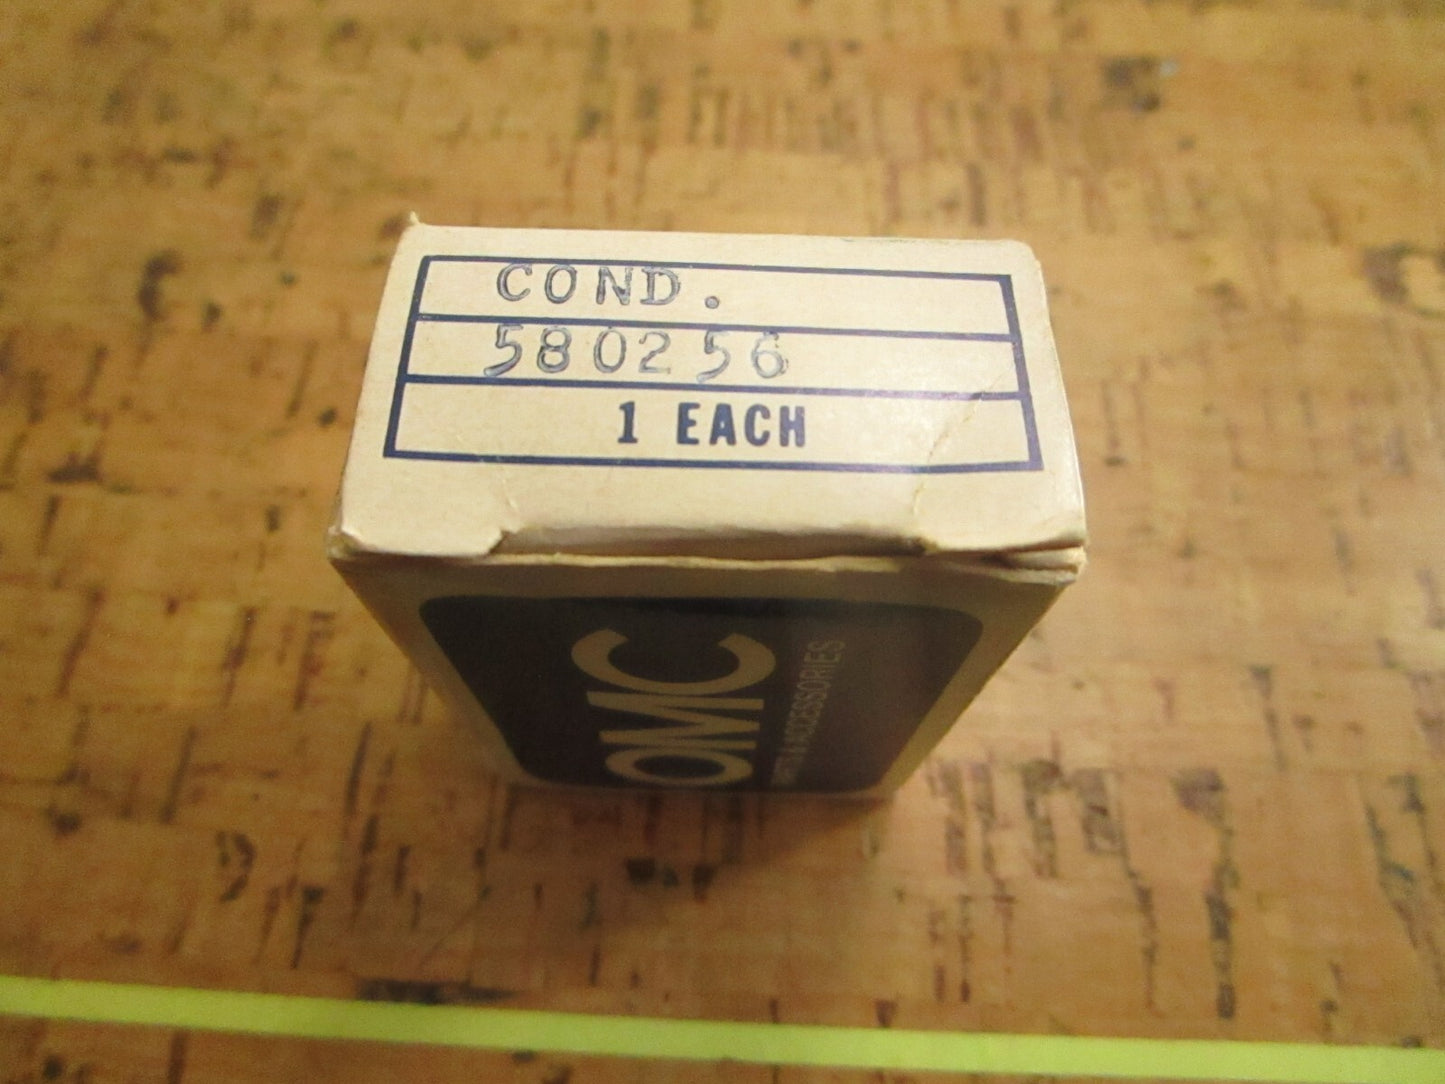 COND.
580256
1 EACH
OMC
PARTS & ACCESSORIES